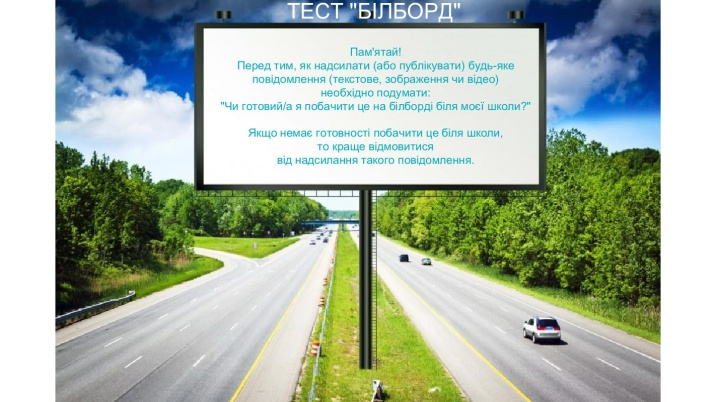 ТЕСТ "БІЛБОРД"
Пам'ятай!
Перед тим, як надсилати (або публікувати) будь-яке
повідомлення (текстове, зображення чи відео)
необхідно подумати:
"Чи готовий/а я побачити це на білборді біля моєї школи?"
Якщо немає готовності побачити це біля школи,
то краще відмовитися
від надсилання такого повідомлення.